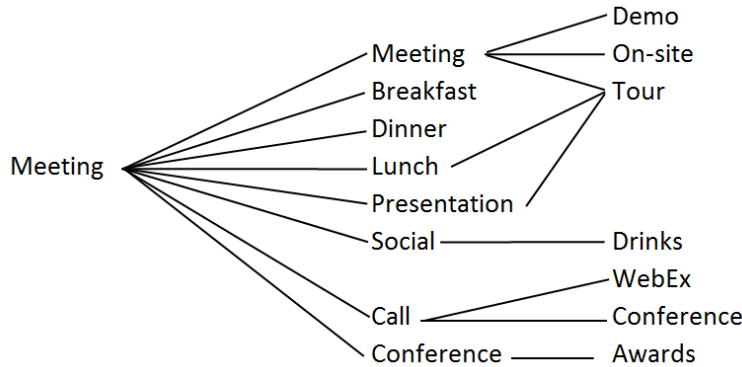 Demo
Meeting On-site
Breakfast Tour
Dinner
Meeting Lunch
Presentation
Social Drinks
WebEx
Call Conference
Conference Awards